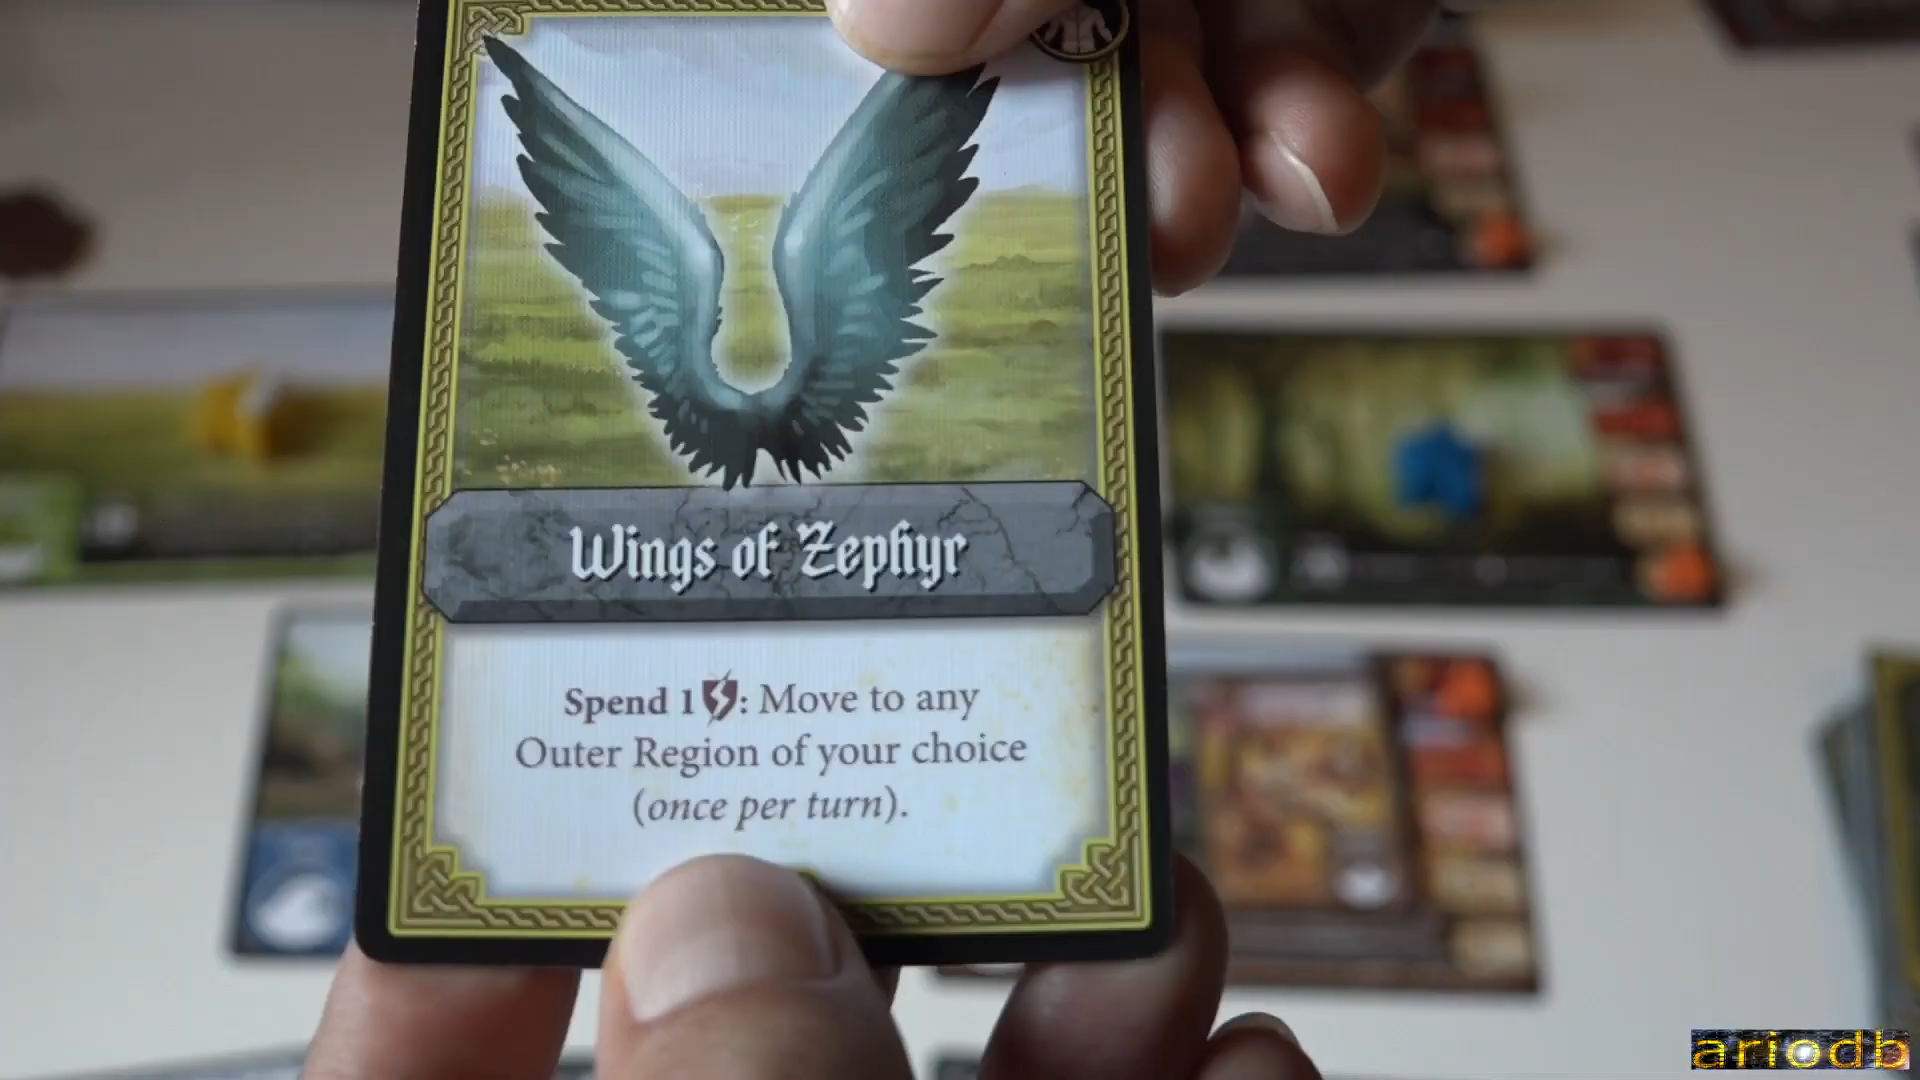 Wings of Zephyr
Spend 1 : Move to any
Outer Region of your choice
(once per turn).
ariodb